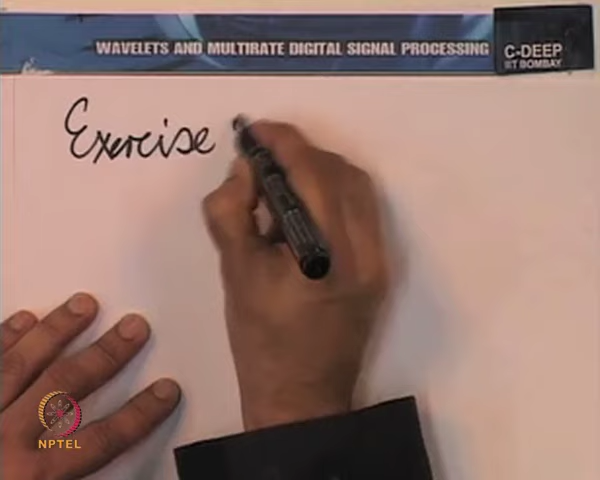 WAVELETS AND MULTIRATE DIGITAL SIGNAL PROCESSING
C-DEEP
IIT BOMBAY
Exercise
NPTEL